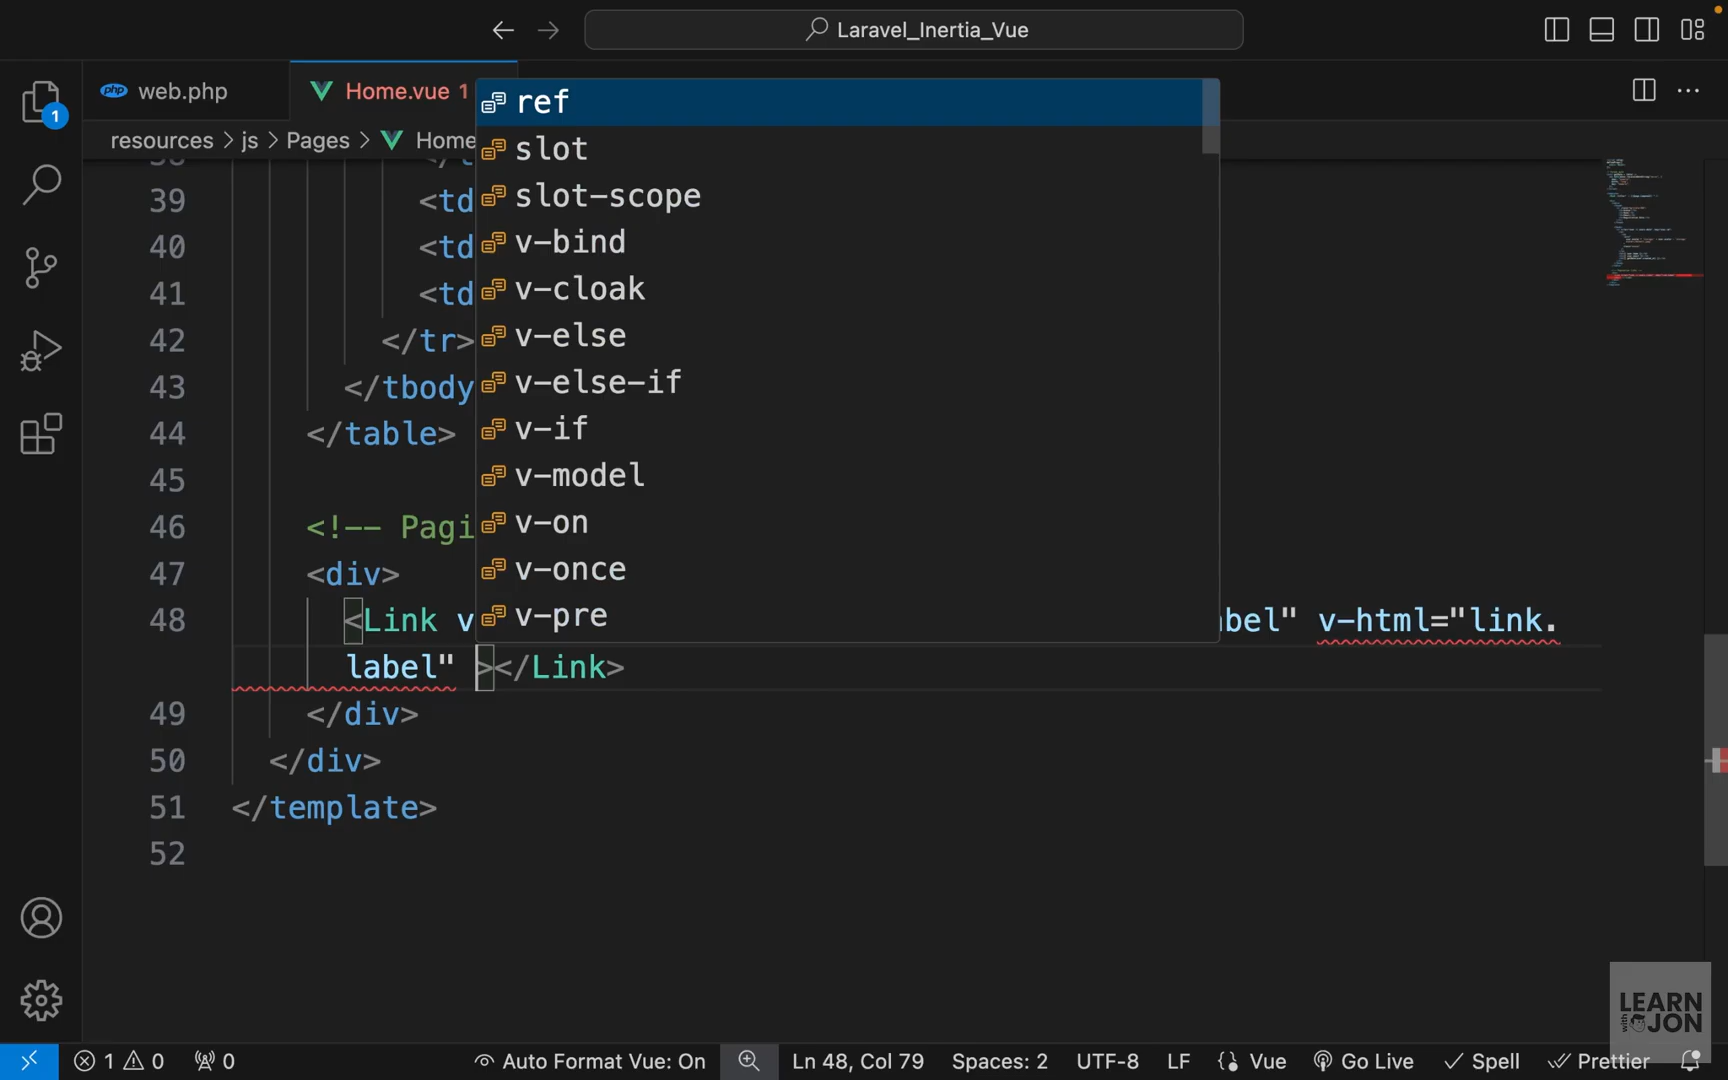 Laravel_Inertia_Vue
web.php
Home.vue 1
resources > js > Pages > Home
1
ref
slot
slot-scope
v-bind
v-cloak
v-else
v-else-if
v-if
v-model
v-on
v-once
v-pre
39 <td
40 <td
41 <td
42 </tr>
43 </tbody
44 </table>
45
46 <!-- Pagi
47 <div>
48 <Link v bel" v-html="link.
label" ></Link>
49 </div>
50 </div>
51 </template>
52
LEARN
with JON
1 0 0 Auto Format Vue: On Ln 48, Col 79 Spaces: 2 UTF-8 LF Vue Go Live Spell Prettier